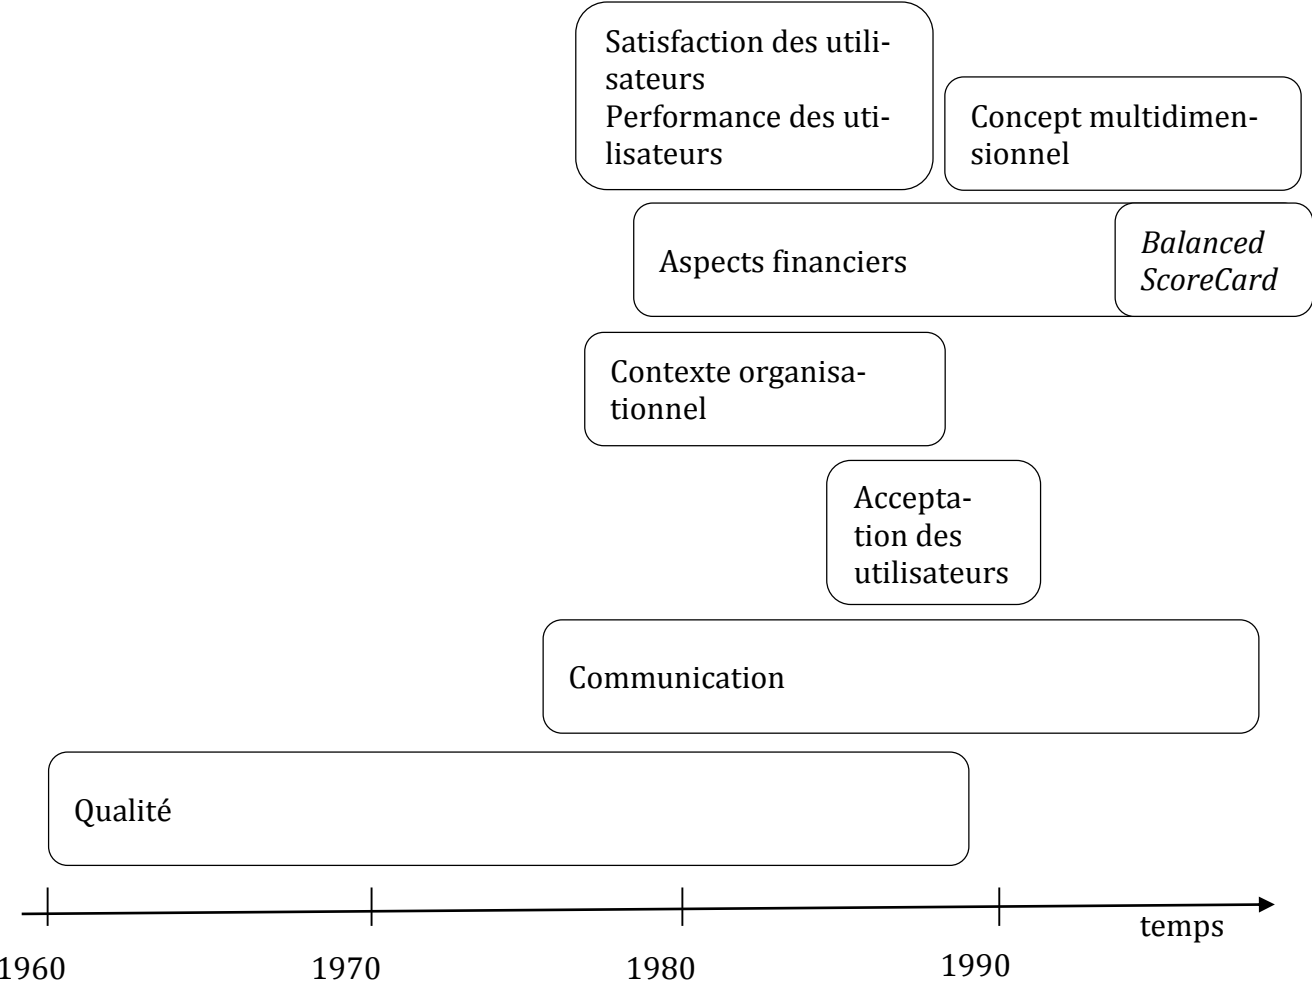 Satisfaction des utili-
sateurs
Performance des uti-
lisateurs
Concept multidimen-
sionnel
Aspects financiers
Balanced
ScoreCard
Contexte organisa-
tionnel
Accepta-
tion des
utilisateurs
Communication
Qualité
temps
1960
1970
1980
1990